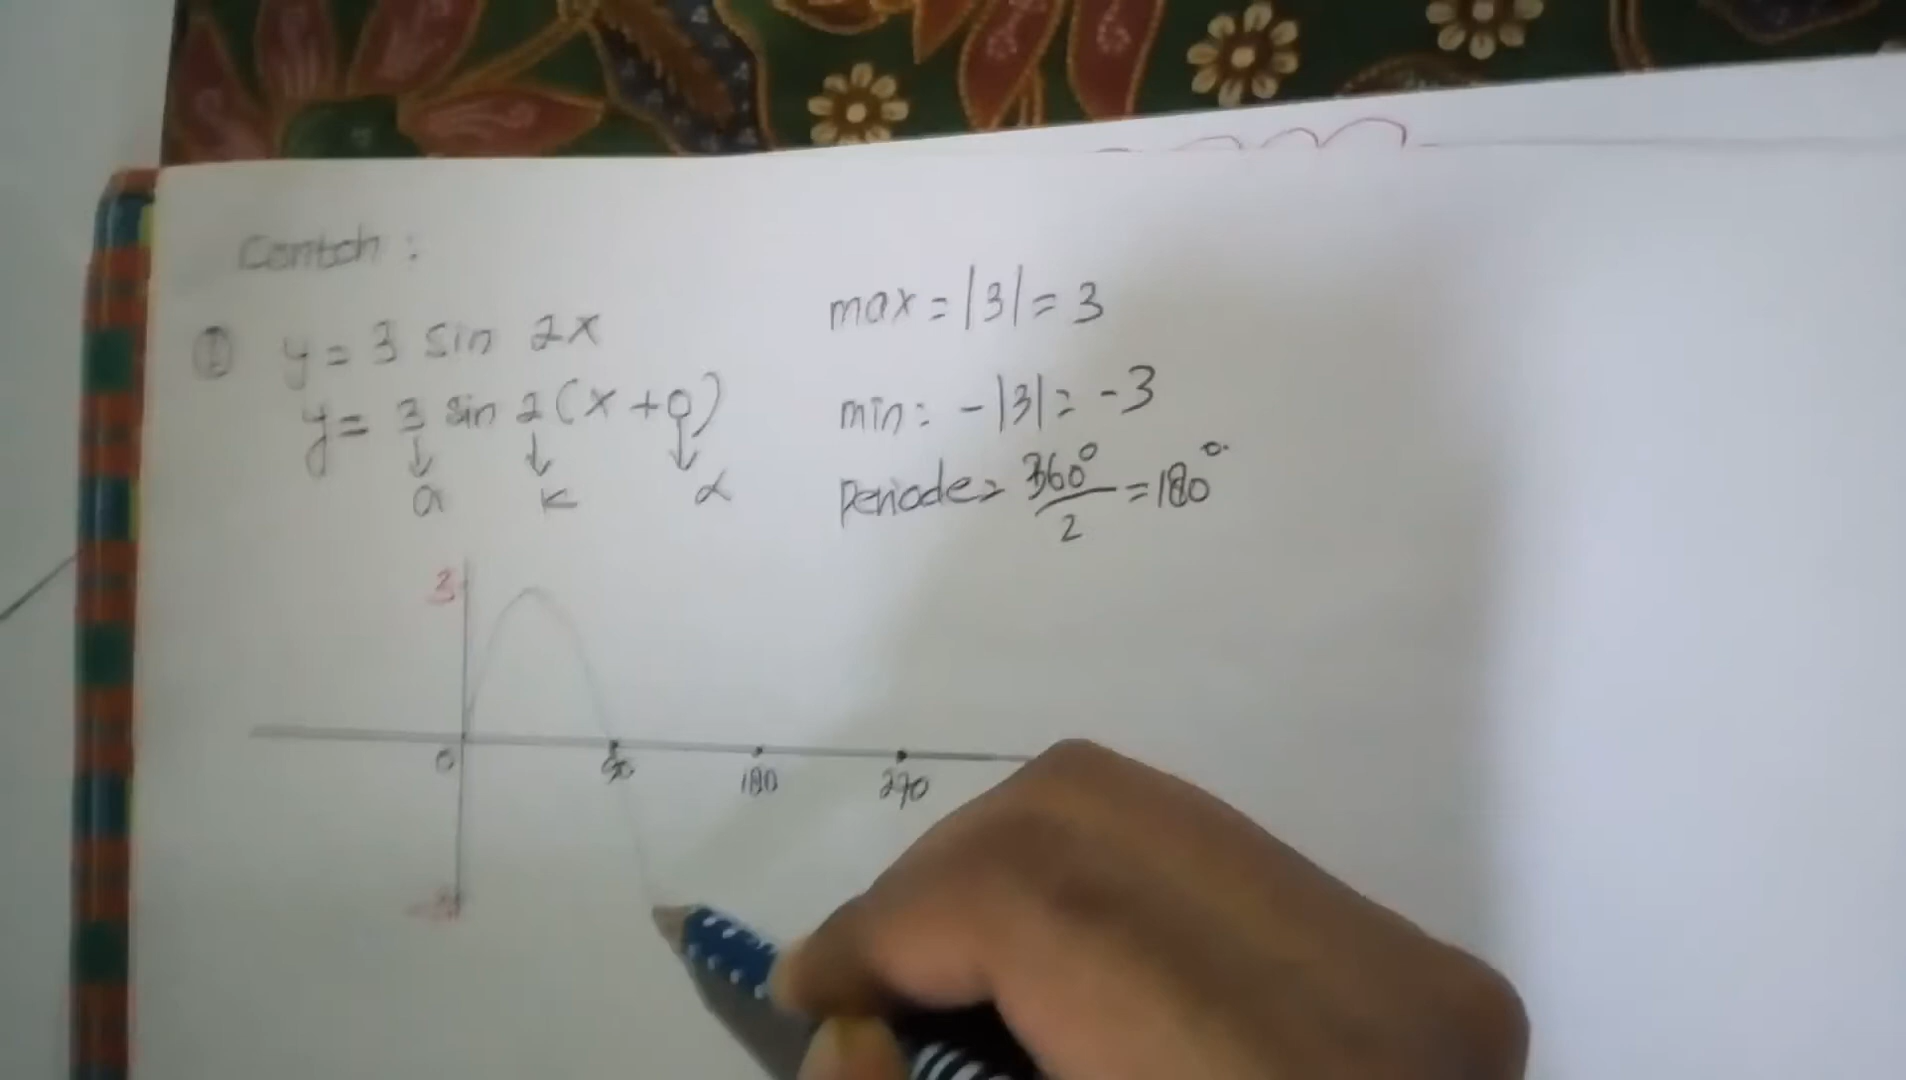 Contoh :
① y = 3 sin 2x
y = 3 sin 2 (x + 0)
a k α
max = |3| = 3
min = -|3| = -3
Periode = 360°/2 = 180°
3
0 90 180 270
-3